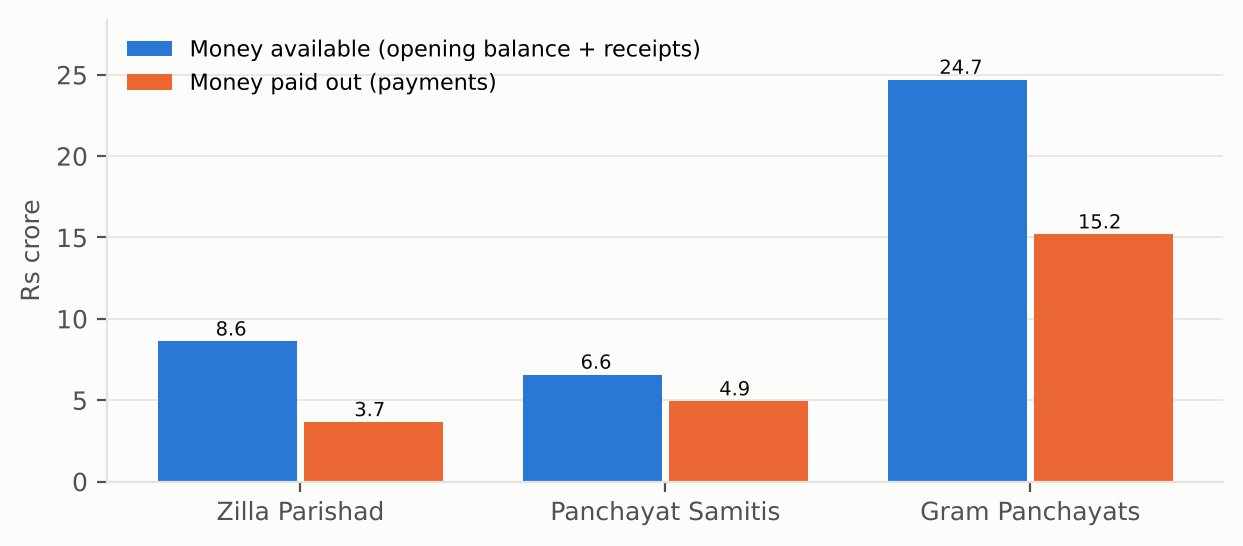 Money available (opening balance + receipts)
Money paid out (payments)
Rs crore
25
20
15
10
5
0
8.6
3.7
6.6
4.9
24.7
15.2
Zilla Parishad
Panchayat Samitis
Gram Panchayats